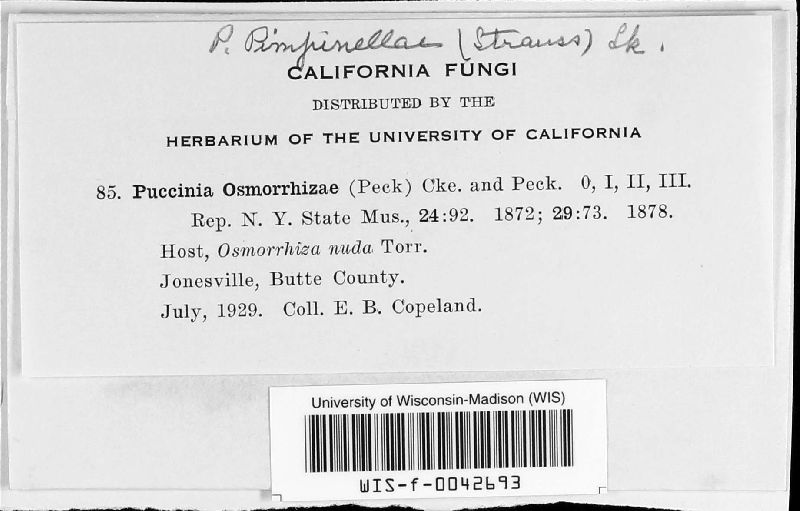 P. Pimpinellae (Strauss) Lk.
CALIFORNIA FUNGI
DISTRIBUTED BY THE
HERBARIUM OF THE UNIVERSITY OF CALIFORNIA
85. Puccinia Osmorrhizae (Peck) Cke. and Peck. 0, I, II, III.
Rep. N. Y. State Mus., 24:92. 1872; 29:73. 1878.
Host, Osmorrhiza nuda Torr.
Jonesville, Butte County.
July, 1929. Coll. E. B. Copeland.
University of Wisconsin-Madison (WIS)
WIS-f-0042693